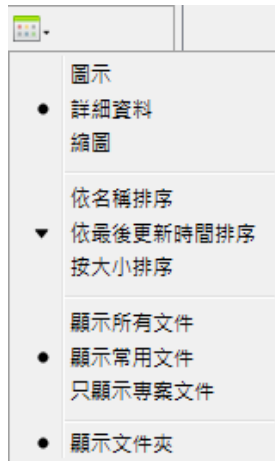 圖示
詳細資料
縮圖
依名稱排序
依最後更新時間排序
按大小排序
顯示所有文件
顯示常用文件
只顯示專案文件
顯示文件夾